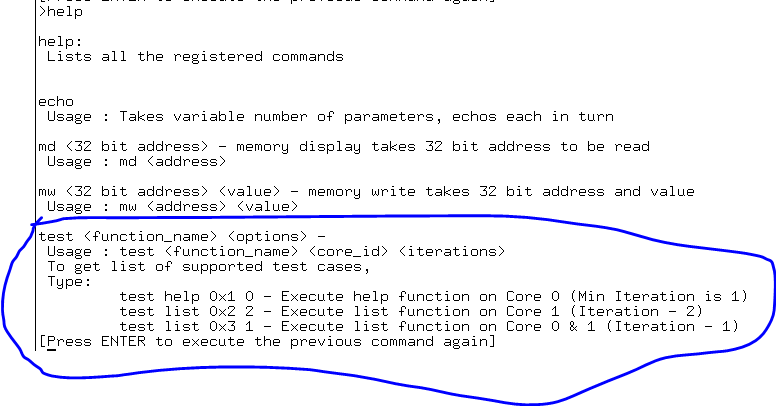 >help
help:
Lists all the registered commands
echo
Usage : Takes variable number of parameters, echos each in turn
md <32 bit address> - memory display takes 32 bit address to be read
Usage : md <address>
mw <32 bit address> <value> - memory write takes 32 bit address and value
Usage : mw <address> <value>
test <function_name> <options> -
Usage : test <function_name> <core_id> <iterations>
To get list of supported test cases,
Type:
test help 0x1 0 - Execute help function on Core 0 (Min Iteration is 1)
test list 0x2 2 - Execute list function on Core 1 (Iteration - 2)
test list 0x3 1 - Execute list function on Core 0 & 1 (Iteration - 1)
[Press ENTER to execute the previous command again]